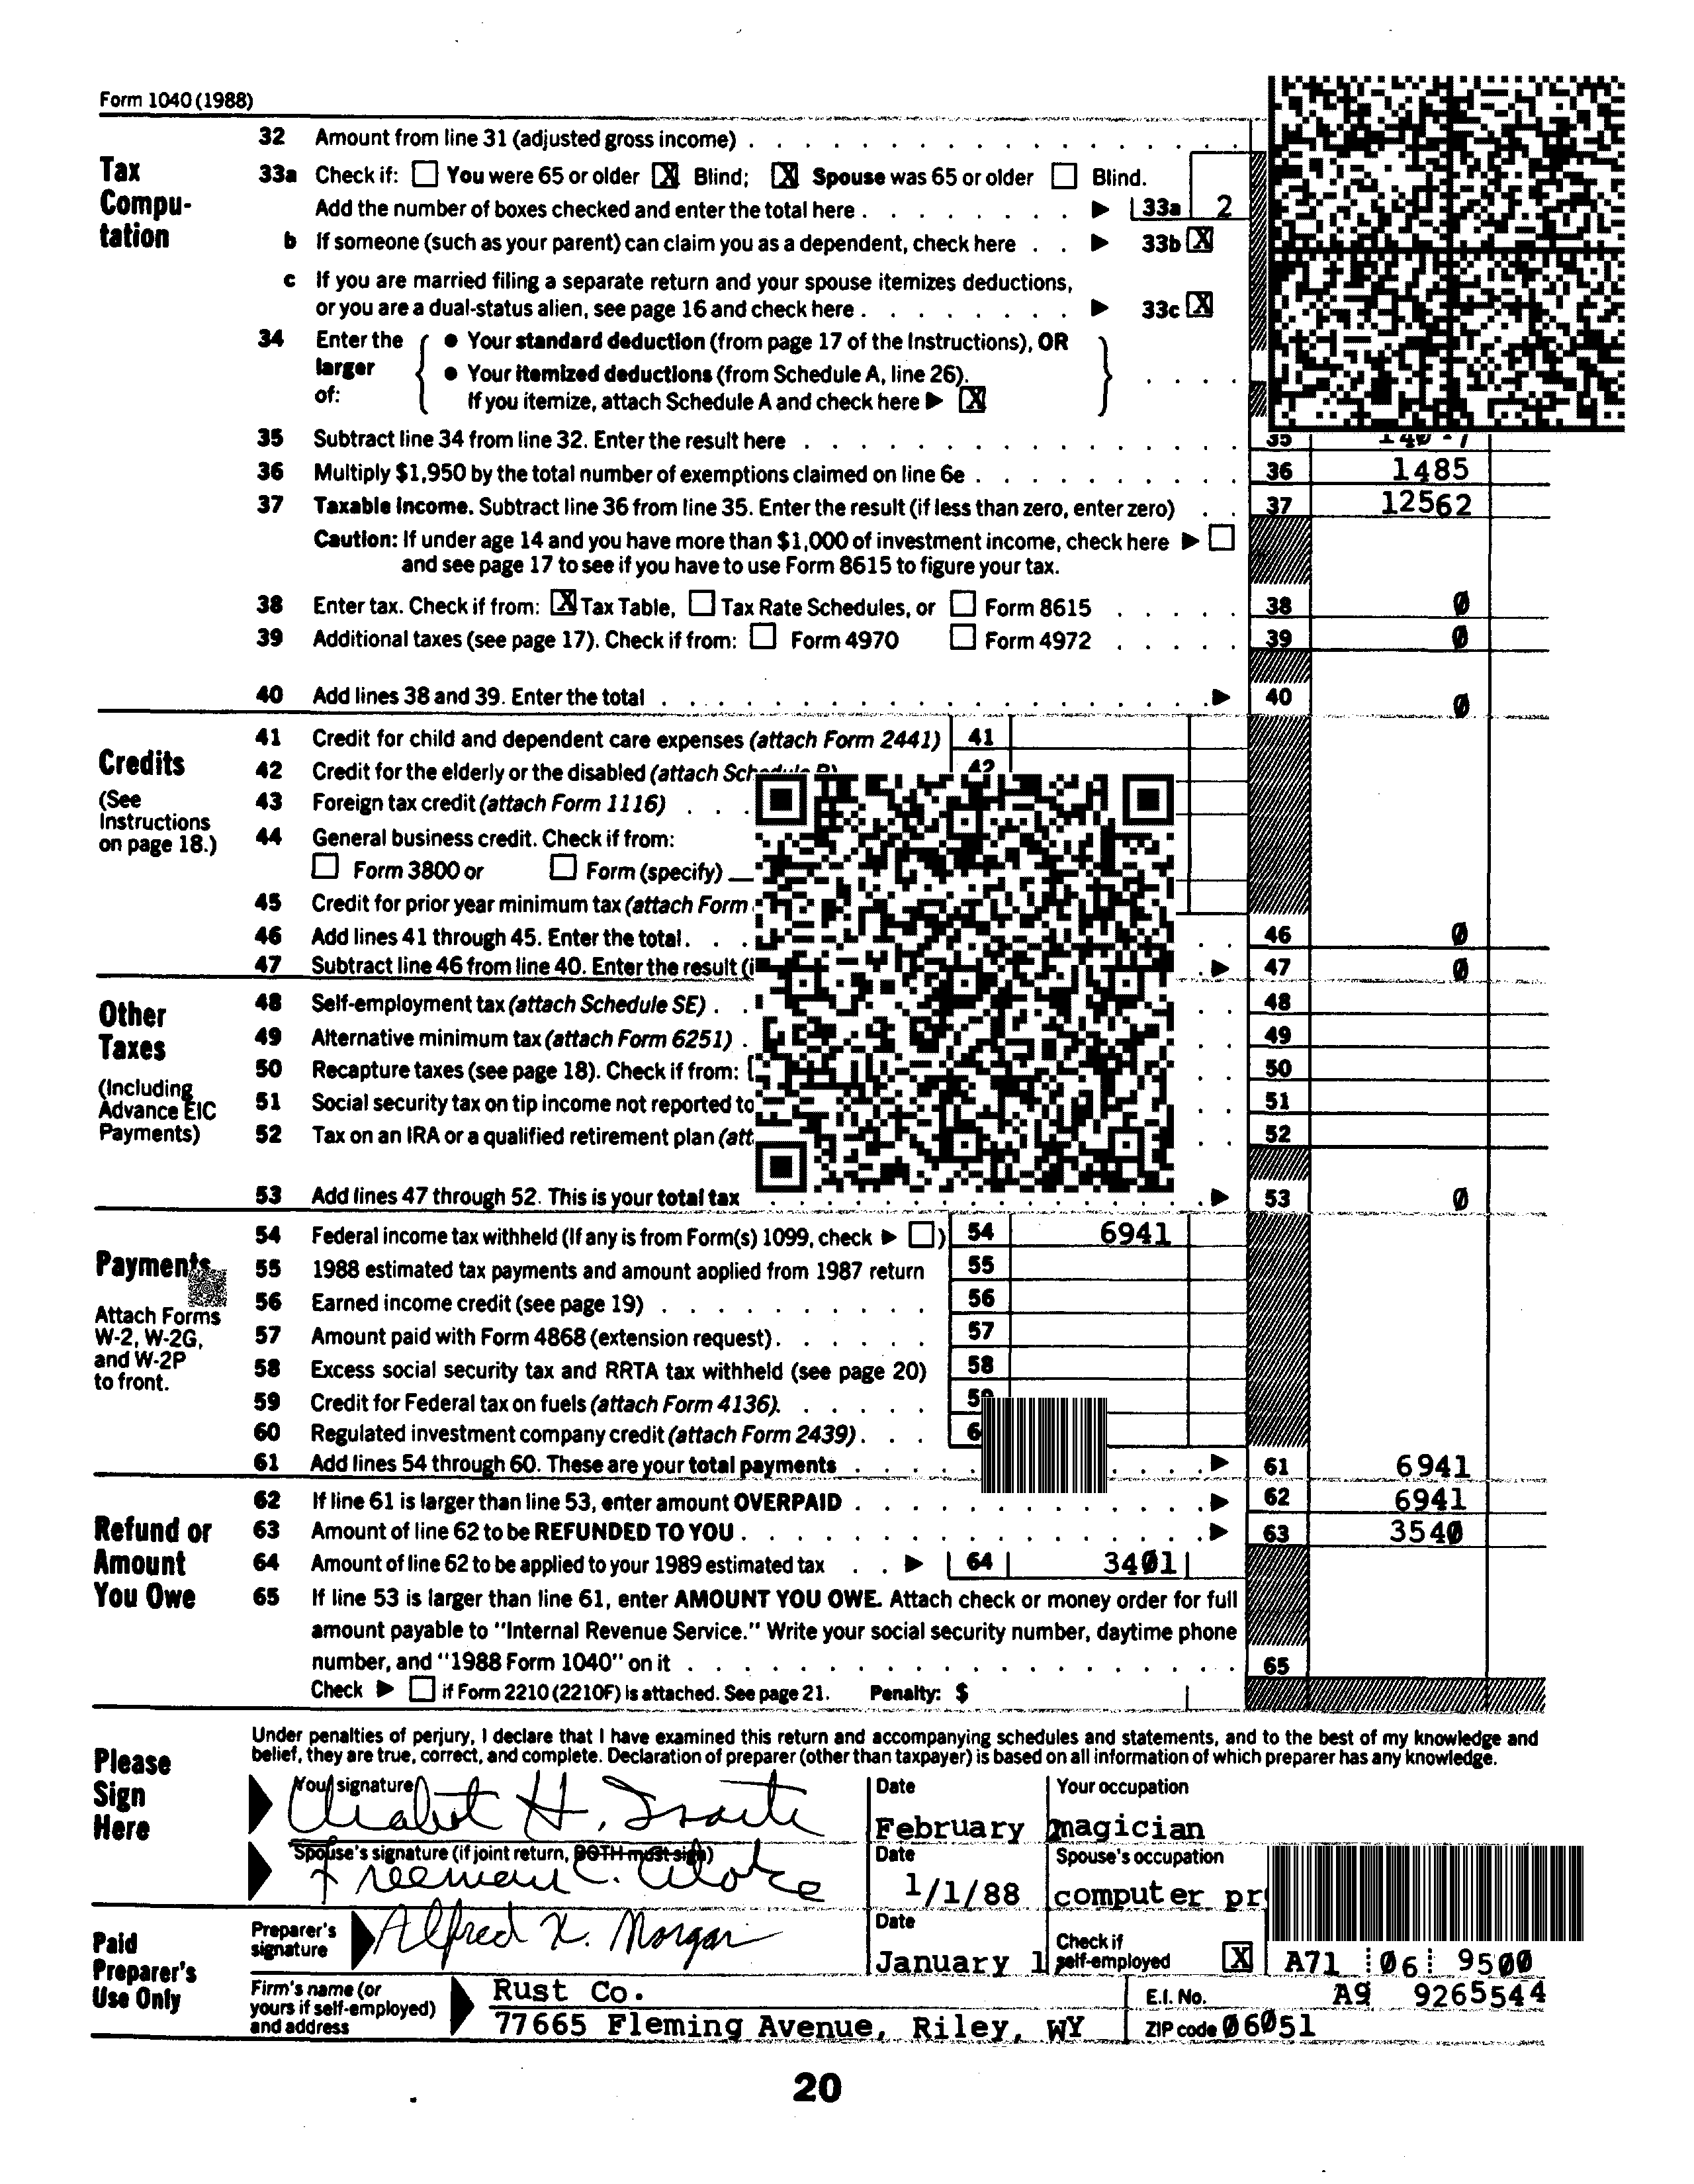 Form 1040 (1988)
32 Amount from line 31 (adjusted gross income)
Tax Compu-tation
33a Check if: You were 65 or older X Blind; X Spouse was 65 or older Blind.
Add the number of boxes checked and enter the total here 33a 2
b If someone (such as your parent) can claim you as a dependent, check here 33b X
c If you are married filing a separate return and your spouse itemizes deductions,
or you are a dual-status alien, see page 16 and check here 33c X
34 Enter the larger of:
• Your standard deduction (from page 17 of the Instructions), OR
• Your itemized deductions (from Schedule A, line 26).
If you itemize, attach Schedule A and check here X
35 Subtract line 34 from line 32. Enter the result here 35
36 Multiply $1,950 by the total number of exemptions claimed on line 6e 36 1485
37 Taxable income. Subtract line 36 from line 35. Enter the result (if less than zero, enter zero) 37 12562
Caution: If under age 14 and you have more than $1,000 of investment income, check here
and see page 17 to see if you have to use Form 8615 to figure your tax.
38 Enter tax. Check if from: X Tax Table, Tax Rate Schedules, or Form 8615 38 0
39 Additional taxes (see page 17). Check if from: Form 4970 Form 4972 39 0
40 Add lines 38 and 39. Enter the total 40 0
Credits
(See Instructions on page 18.)
41 Credit for child and dependent care expenses (attach Form 2441) 41
42 Credit for the elderly or the disabled (attach 42
43 Foreign tax credit (attach Form 1116)
44 General business credit. Check if from:
Form 3800 or Form (specify)
45 Credit for prior year minimum tax (attach Form
46 Add lines 41 through 45. Enter the total. 46 0
47 Subtract line 46 from line 40. Enter the result 47 0
Other Taxes
(Including Advance EIC Payments)
48 Self-employment tax (attach Schedule SE) 48
49 Alternative minimum tax (attach Form 6251) 49
50 Recapture taxes (see page 18). Check if from: 50
51 Social security tax on tip income not reported to 51
52 Tax on an IRA or a qualified retirement plan 52
53 Add lines 47 through 52. This is your total tax 53 0
Payments
Attach Forms W-2, W-2G, and W-2P to front.
54 Federal income tax withheld (If any is from Form(s) 1099, check ) 54 6941
55 1988 estimated tax payments and amount applied from 1987 return 55
56 Earned income credit (see page 19) 56
57 Amount paid with Form 4868 (extension request). 57
58 Excess social security tax and RRTA tax withheld (see page 20) 58
59 Credit for Federal tax on fuels (attach Form 4136).
60 Regulated investment company credit (attach Form 2439).
61 Add lines 54 through 60. These are your total payments 61 6941
62 If line 61 is larger than line 53, enter amount OVERPAID 62 6941
Refund or Amount You Owe
63 Amount of line 62 to be REFUNDED TO YOU 63 3540
64 Amount of line 62 to be applied to your 1989 estimated tax 64 3401
65 If line 53 is larger than line 61, enter AMOUNT YOU OWE. Attach check or money order for full
amount payable to "Internal Revenue Service." Write your social security number, daytime phone
number, and "1988 Form 1040" on it 65
Check if Form 2210 (2210F) is attached. See page 21. Penalty: $
Please Sign Here
Under penalties of perjury, I declare that I have examined this return and accompanying schedules and statements, and to the best of my knowledge and
belief, they are true, correct, and complete. Declaration of preparer (other than taxpayer) is based on all information of which preparer has any knowledge.
Your signature Date Your occupation
H. February magician
Spouse's signature (if joint return, BOTH must sign) Date Spouse's occupation
Freeman C. 1/1/88 computer
Paid Preparer's Use Only
Preparer's signature Alfred X. Morgan Date January 1 Check if self-employed X A71 06 9500
Firm's name (or yours if self-employed) and address Rust Co. E.I. No. A9 9265544
77665 Fleming Avenue, Riley, WY ZIP code 06051
20